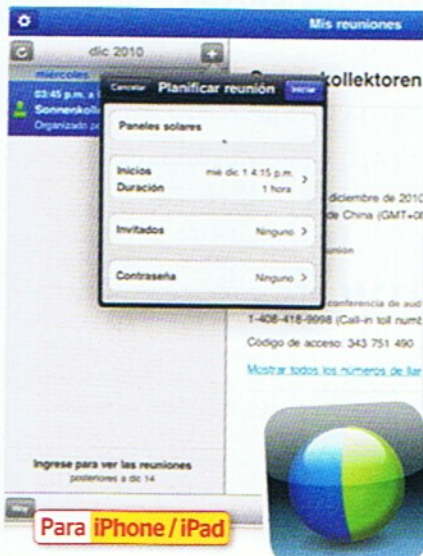 Mis reuniones
dic 2010
miércoles
03:45 p.m. a
Sonnenkoll
Organizado po
Cancelar Planificar reunión Iniciar
Paneles solares
Inicios mié dic 1 4:15 p.m.
Duración 1 hora
Invitados Ninguno
Contraseña Ninguno
kollektoren
diciembre de 2010
de China (GMT+08
unión
conferencia de aud
1-408-418-9998 (Call-in toll numb
Código de acceso: 343 751 490
Mostrar todos los números de llar
Ingrese para ver las reuniones
posteriores a dic 14
Hoy
Para iPhone / iPad